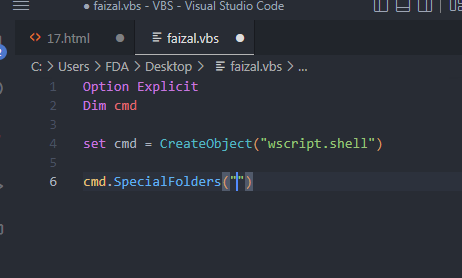 faizal.vbs - VBS - Visual Studio Code
17.html
faizal.vbs
C: > Users > FDA > Desktop > faizal.vbs > ...
1 Option Explicit
2 Dim cmd
3
4 set cmd = CreateObject("wscript.shell")
5
6 cmd.SpecialFolders("")